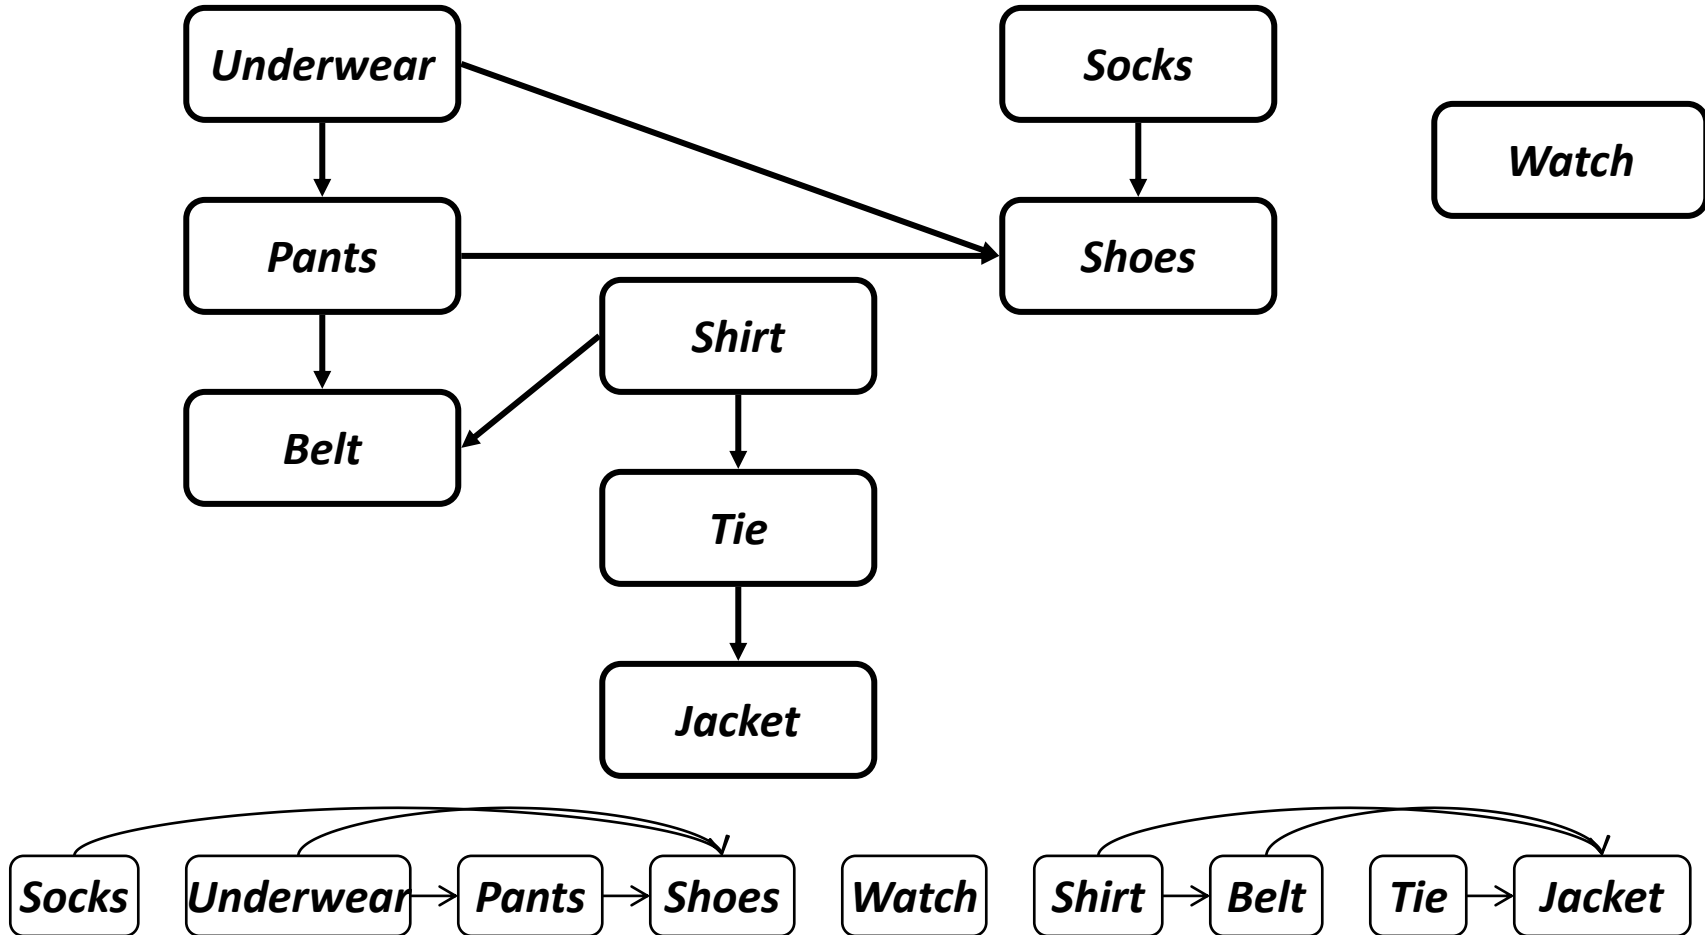 Underwear
Socks
Watch
Pants
Shoes
Shirt
Belt
Tie
Jacket
Socks Underwear Pants Shoes Watch Shirt Belt Tie Jacket